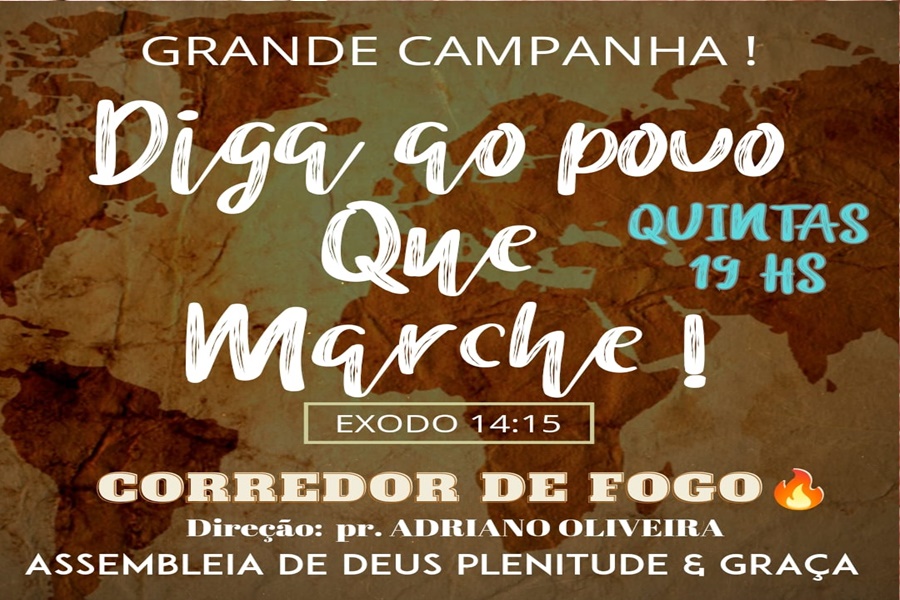 GRANDE CAMPANHA !
Diga ao povo
Que
Marche !
QUINTAS
19 HS
EXODO 14:15
CORREDOR DE FOGO🔥
Direção: pr. ADRIANO OLIVEIRA
ASSEMBLEIA DE DEUS PLENITUDE & GRAÇA